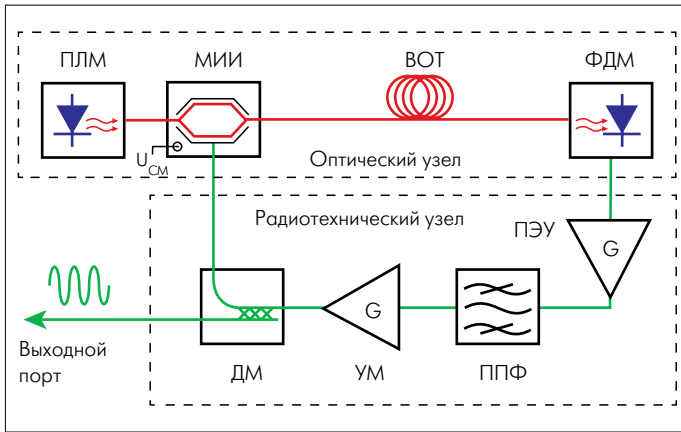 ПЛМ
МИИ
ВОТ
ФДМ
U СМ
Оптический узел
Радиотехнический узел
ПЭУ
G
G
Выходной
порт
ДМ
УМ
ППФ